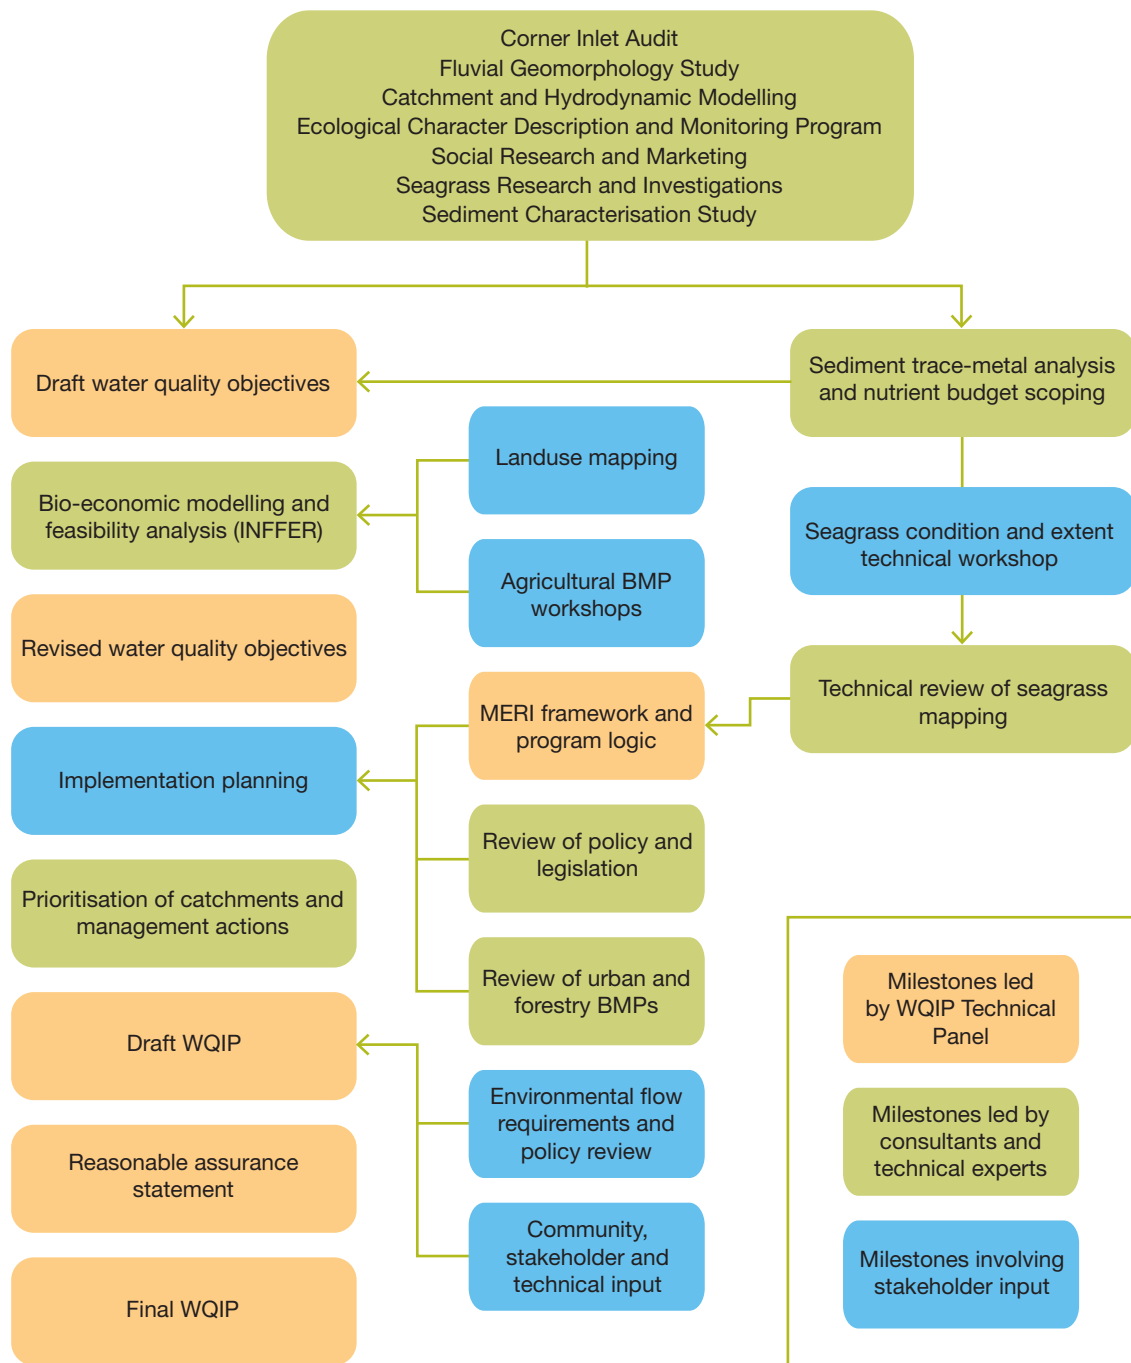 Corner Inlet Audit
Fluvial Geomorphology Study
Catchment and Hydrodynamic Modelling
Ecological Character Description and Monitoring Program
Social Research and Marketing
Seagrass Research and Investigations
Sediment Characterisation Study
Draft water quality objectives
Sediment trace-metal analysis
and nutrient budget scoping
Landuse mapping
Bio-economic modelling and
feasibility analysis (INFFER)
Seagrass condition and extent
technical workshop
Agricultural BMP
workshops
Revised water quality objectives
MERI framework and
program logic
Technical review of seagrass
mapping
Implementation planning
Review of policy and
legislation
Prioritisation of catchments and
management actions
Review of urban and
forestry BMPs
Draft WQIP
Environmental flow
requirements and
policy review
Reasonable assurance
statement
Community,
stakeholder and
technical input
Final WQIP
Milestones led
by WQIP Technical
Panel
Milestones led by
consultants and
technical experts
Milestones involving
stakeholder input